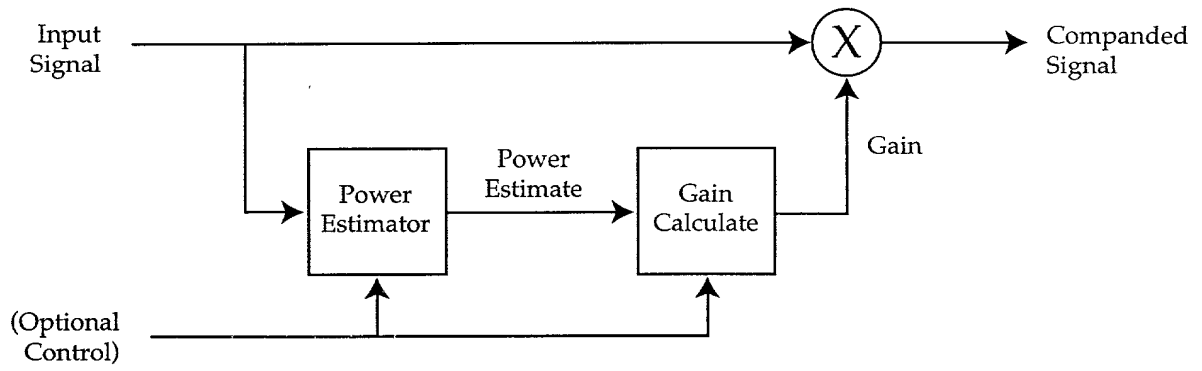 Input
Signal
X
Companded
Signal
Gain
Power
Estimate
Power
Estimator
Gain
Calculate
(Optional
Control)